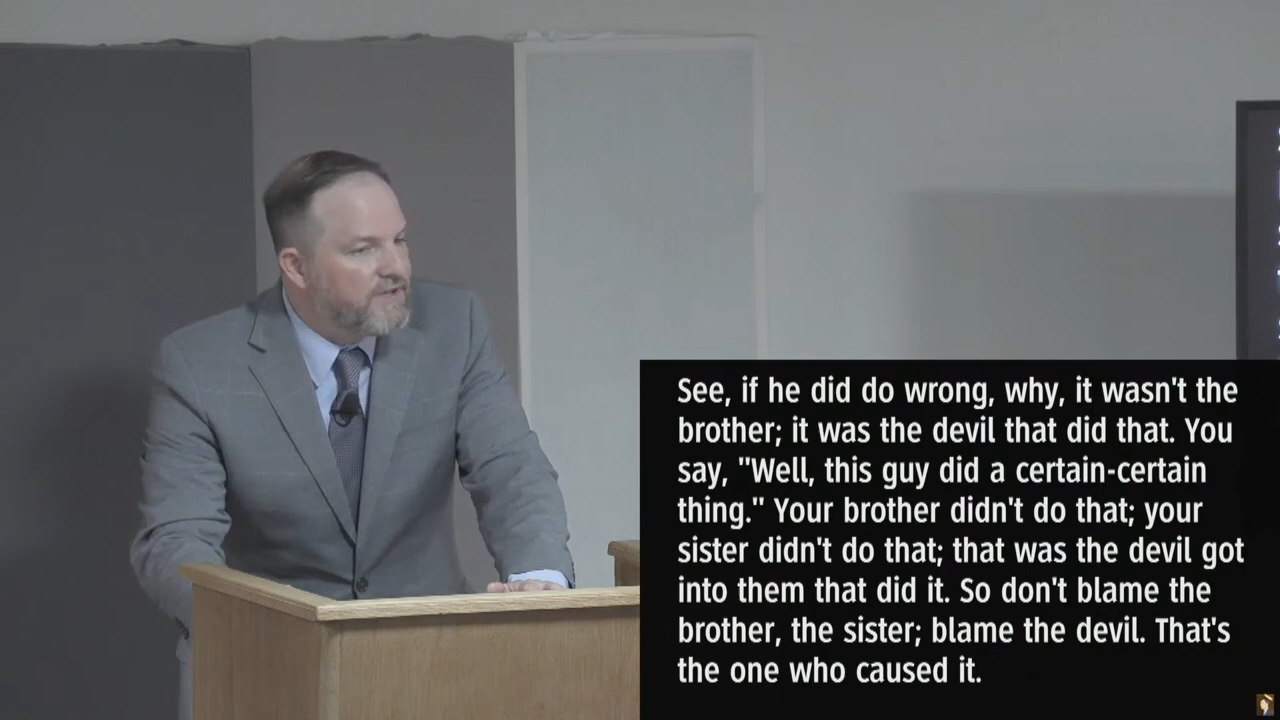 See, if he did do wrong, why, it wasn't the
brother; it was the devil that did that. You
say, "Well, this guy did a certain-certain
thing." Your brother didn't do that; your
sister didn't do that; that was the devil got
into them that did it. So don't blame the
brother, the sister; blame the devil. That's
the one who caused it.